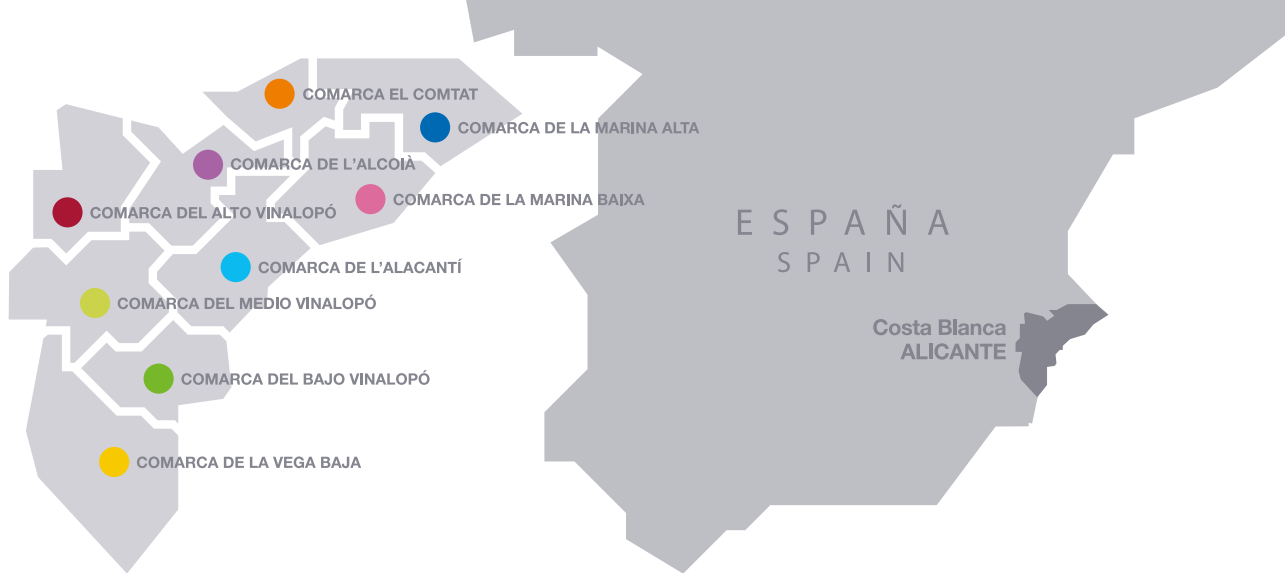 COMARCA EL COMTAT
COMARCA DE LA MARINA ALTA
COMARCA DE L'ALCOIÀ
COMARCA DE LA MARINA BAIXA
COMARCA DEL ALTO VINALOPÓ
COMARCA DE L'ALACANTÍ
COMARCA DEL MEDIO VINALOPÓ
COMARCA DEL BAJO VINALOPÓ
COMARCA DE LA VEGA BAJA
ESPAÑA
SPAIN
Costa Blanca
ALICANTE